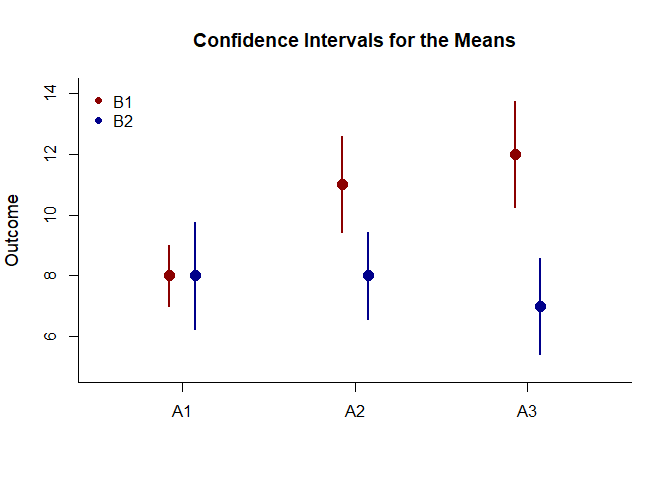 Confidence Intervals for the Means
B1
B2
Outcome
14
12
10
8
6
A1 A2 A3